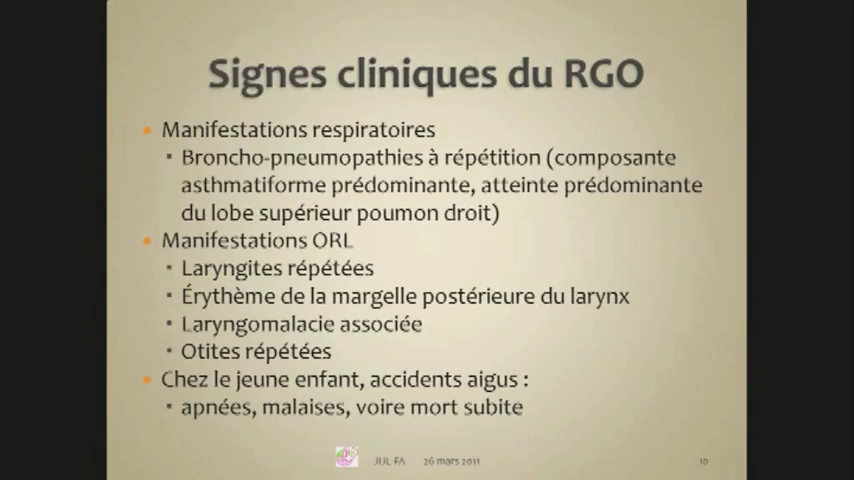 Signes cliniques du RGO
Manifestations respiratoires
Broncho-pneumopathies à répétition (composante
asthmatiforme prédominante, atteinte prédominante
du lobe supérieur poumon droit)
Manifestations ORL
Laryngites répétées
Érythème de la margelle postérieure du larynx
Laryngomalacie associée
Otites répétées
Chez le jeune enfant, accidents aigus :
apnées, malaises, voire mort subite
JUL FA 26 mars 2011 10